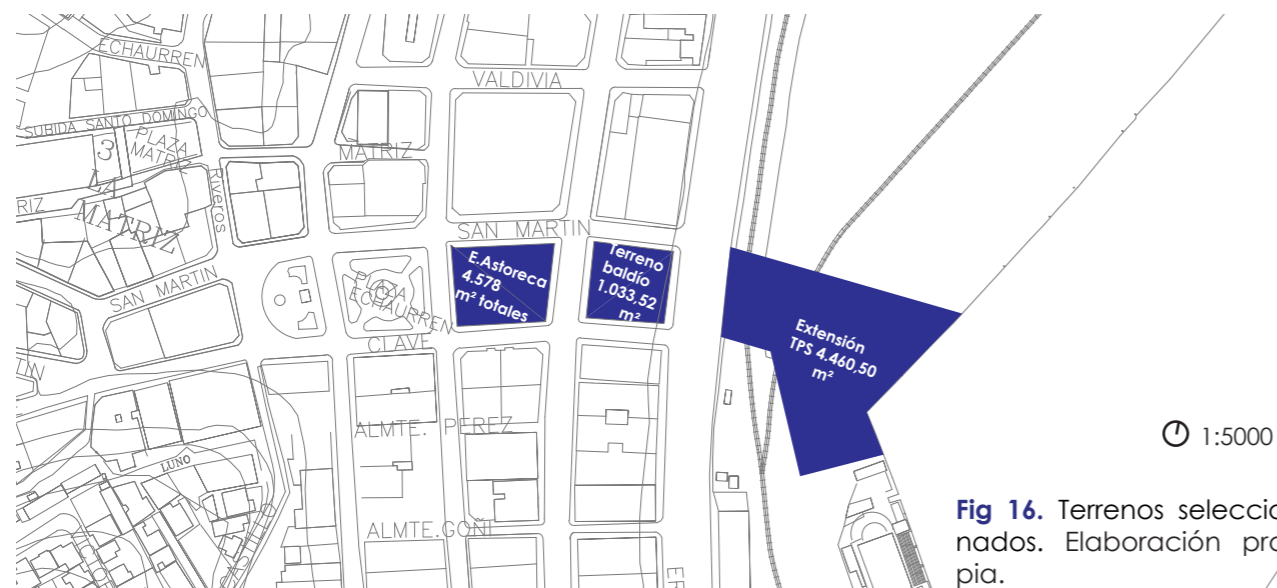 ECHAURREN
VALDIVIA
SUBIDA SANTO DOMINGO
PLAZA
MATRIZ
3
LA
MATRIZ
MATRIZ
RIZ
Riveros
SAN MARTIN
SAN MARTIN
E.Astoreca
4.578
m² totales
Terreno
baldío
1.033,52
m²
PLAZA
ECHAURREN
CLAVE
Extensión
TPS 4.460,50
m²
ALMTE. PEREZ
LUNO
ALMTE.GOÑI
1:5000
Fig 16. Terrenos seleccio
nados. Elaboración pro
pia.